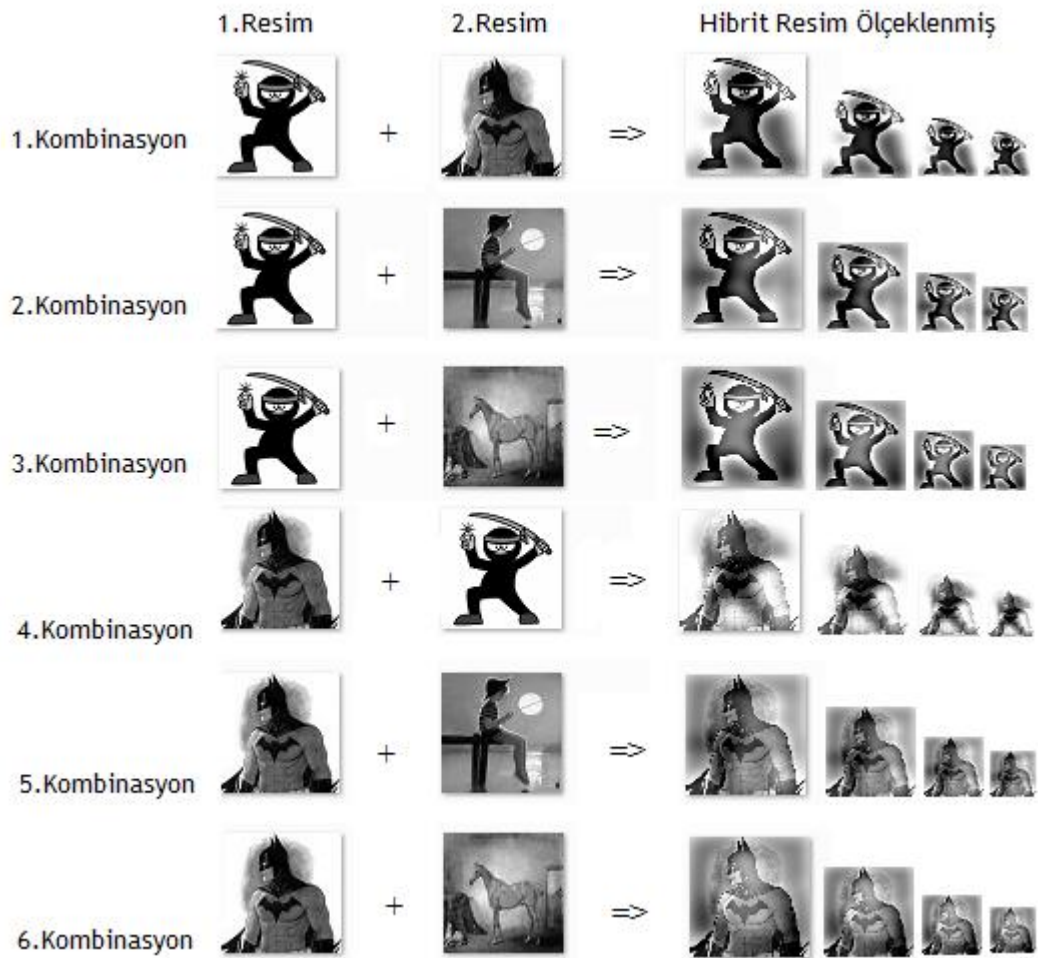 1.Resim 2.Resim Hibrit Resim Ölçeklenmiş
1.Kombinasyon + =>
2.Kombinasyon + =>
3.Kombinasyon + =>
4.Kombinasyon + =>
5.Kombinasyon + =>
6.Kombinasyon + =>